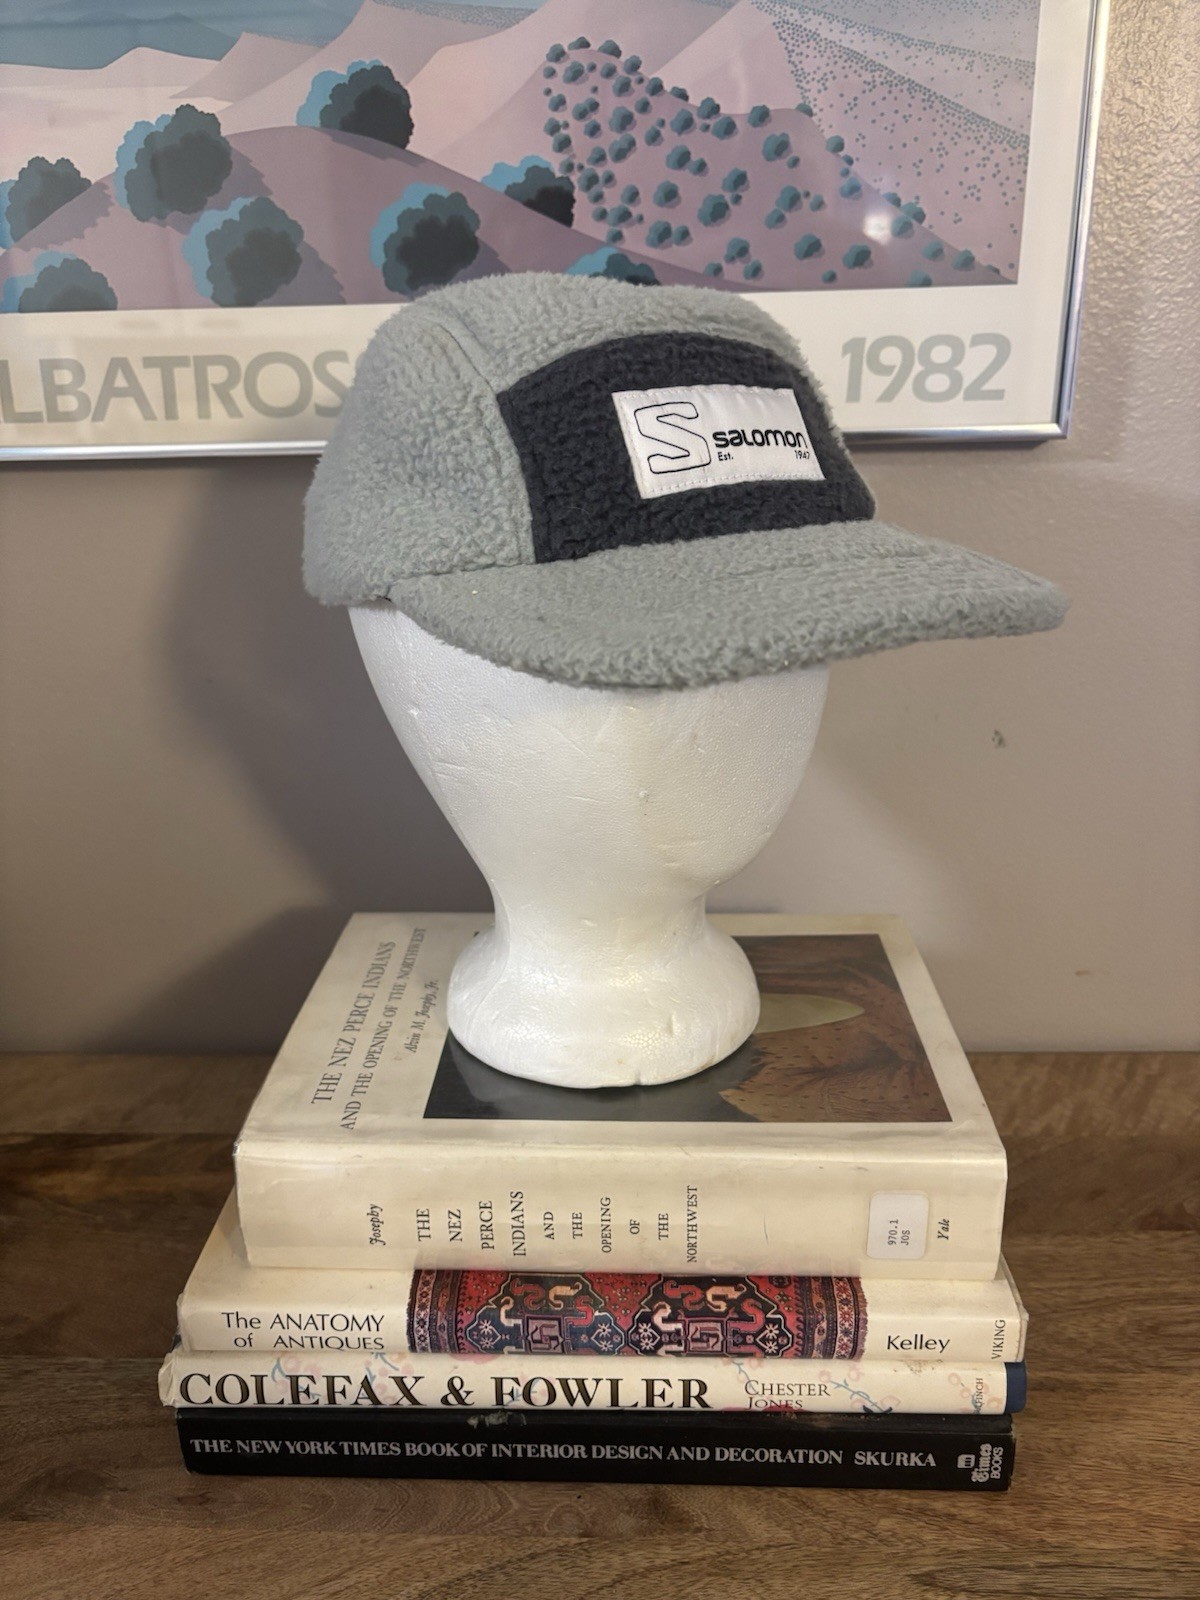 LBATROS
1982
salomon
Est. 1947
THE NEZ PERCE INDIANS
AND THE OPENING OF THE NORTHWEST
Alvin M. Josephy, Jr.
Josephy
THE
NEZ
PERCE
INDIANS
AND
THE
OPENING
OF
THE
NORTHWEST
970.1
JOS
Yale
The ANATOMY
of ANTIQUES
Kelley
VIKING
COLEFAX & FOWLER
CHESTER
JONES
THE NEW YORK TIMES BOOK OF INTERIOR DESIGN AND DECORATION SKURKA
Times
BOOKS